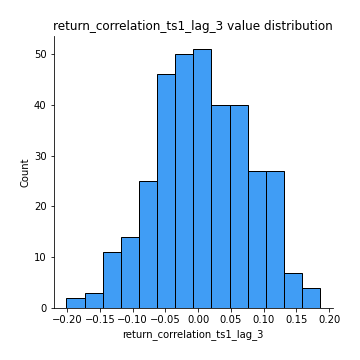 return_correlation_ts1_lag_3 value distribution
Count
50
40
30
20
10
0
−0.20 −0.15 −0.10 −0.05 0.00 0.05 0.10 0.15 0.20
return_correlation_ts1_lag_3